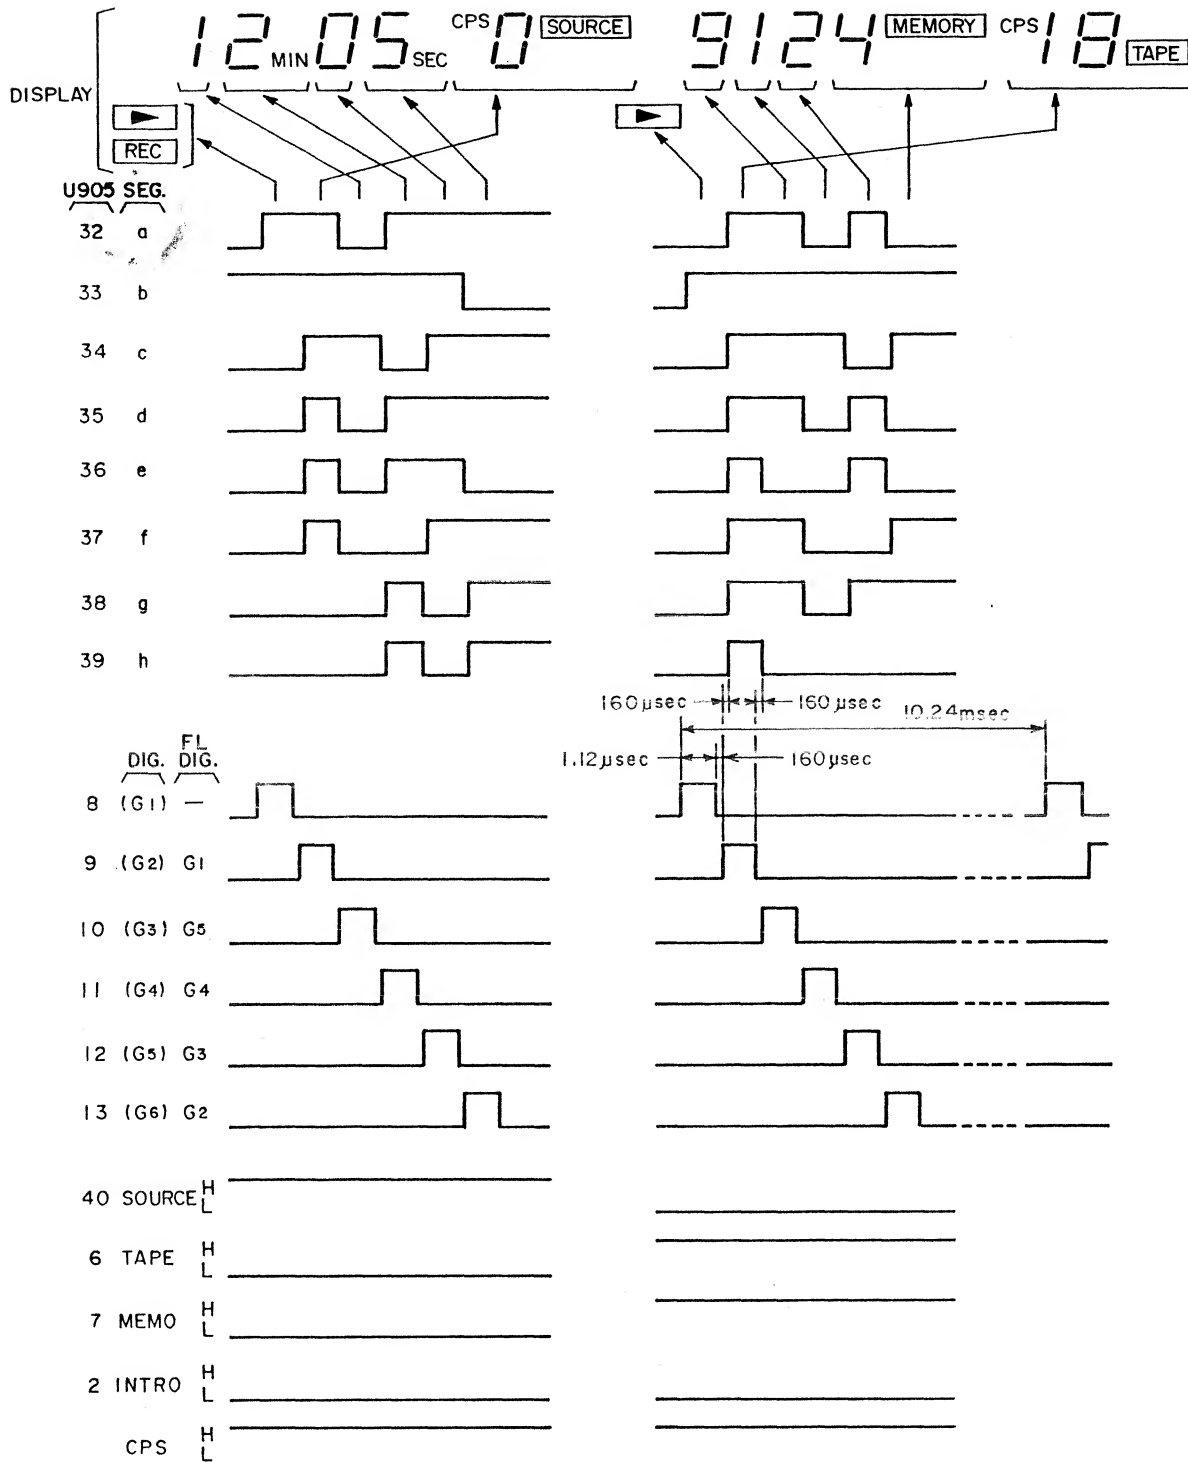 12 MIN 05 SEC CPS 0 SOURCE 9124 MEMORY CPS 18 TAPE
DISPLAY
REC
U905 SEG.
32 a
33 b
34 c
35 d
36 e
37 f
38 g
39 h
160µsec 160µsec 10.24msec
1.12µsec 160µsec
DIG. FL DIG.
8 (G1) —
9 (G2) G1
10 (G3) G5
11 (G4) G4
12 (G5) G3
13 (G6) G2
40 SOURCE H L
6 TAPE H L
7 MEMO H L
2 INTRO H L
CPS H L